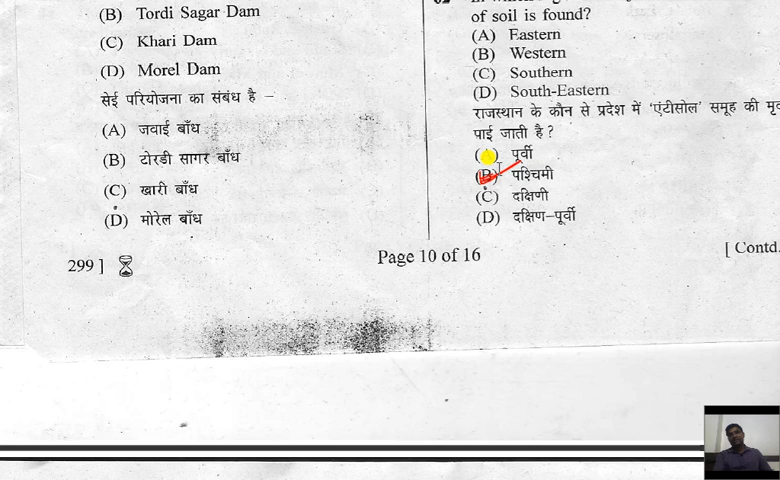 (B) Tordi Sagar Dam
(C) Khari Dam
(D) Morel Dam
सेई परियोजना का संबंध है –
(A) जवाई बाँध
(B) टोरडी सागर बाँध
(C) खारी बाँध
(D) मोरेल बाँध
299 ]
Page 10 of 16
of soil is found?
(A) Eastern
(B) Western
(C) Southern
(D) South-Eastern
राजस्थान के कौन से प्रदेश में 'एंटीसोल' समूह की
पाई जाती है ?
पूर्वी
(B) पश्चिमी
(C) दक्षिणी
(D) दक्षिण–पूर्वी
[ Contd.